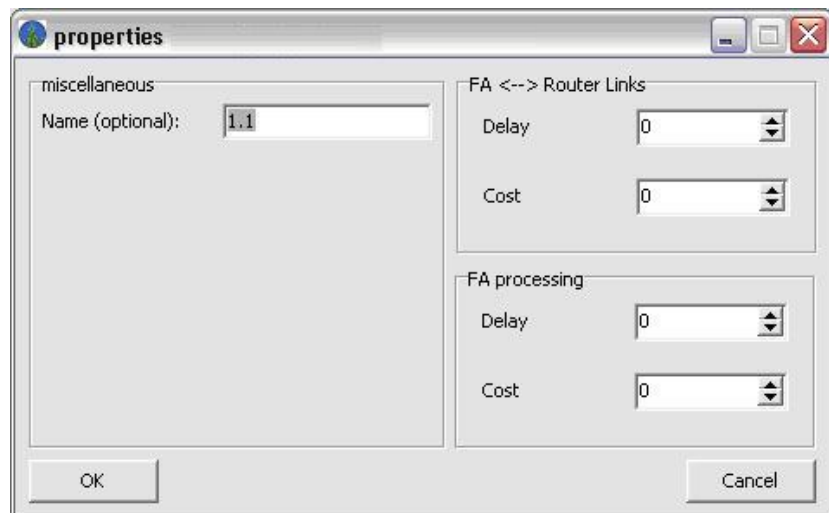 properties
miscellaneous
Name (optional):
1.1
FA <--> Router Links
Delay
0
Cost
0
FA processing
Delay
0
Cost
0
OK
Cancel